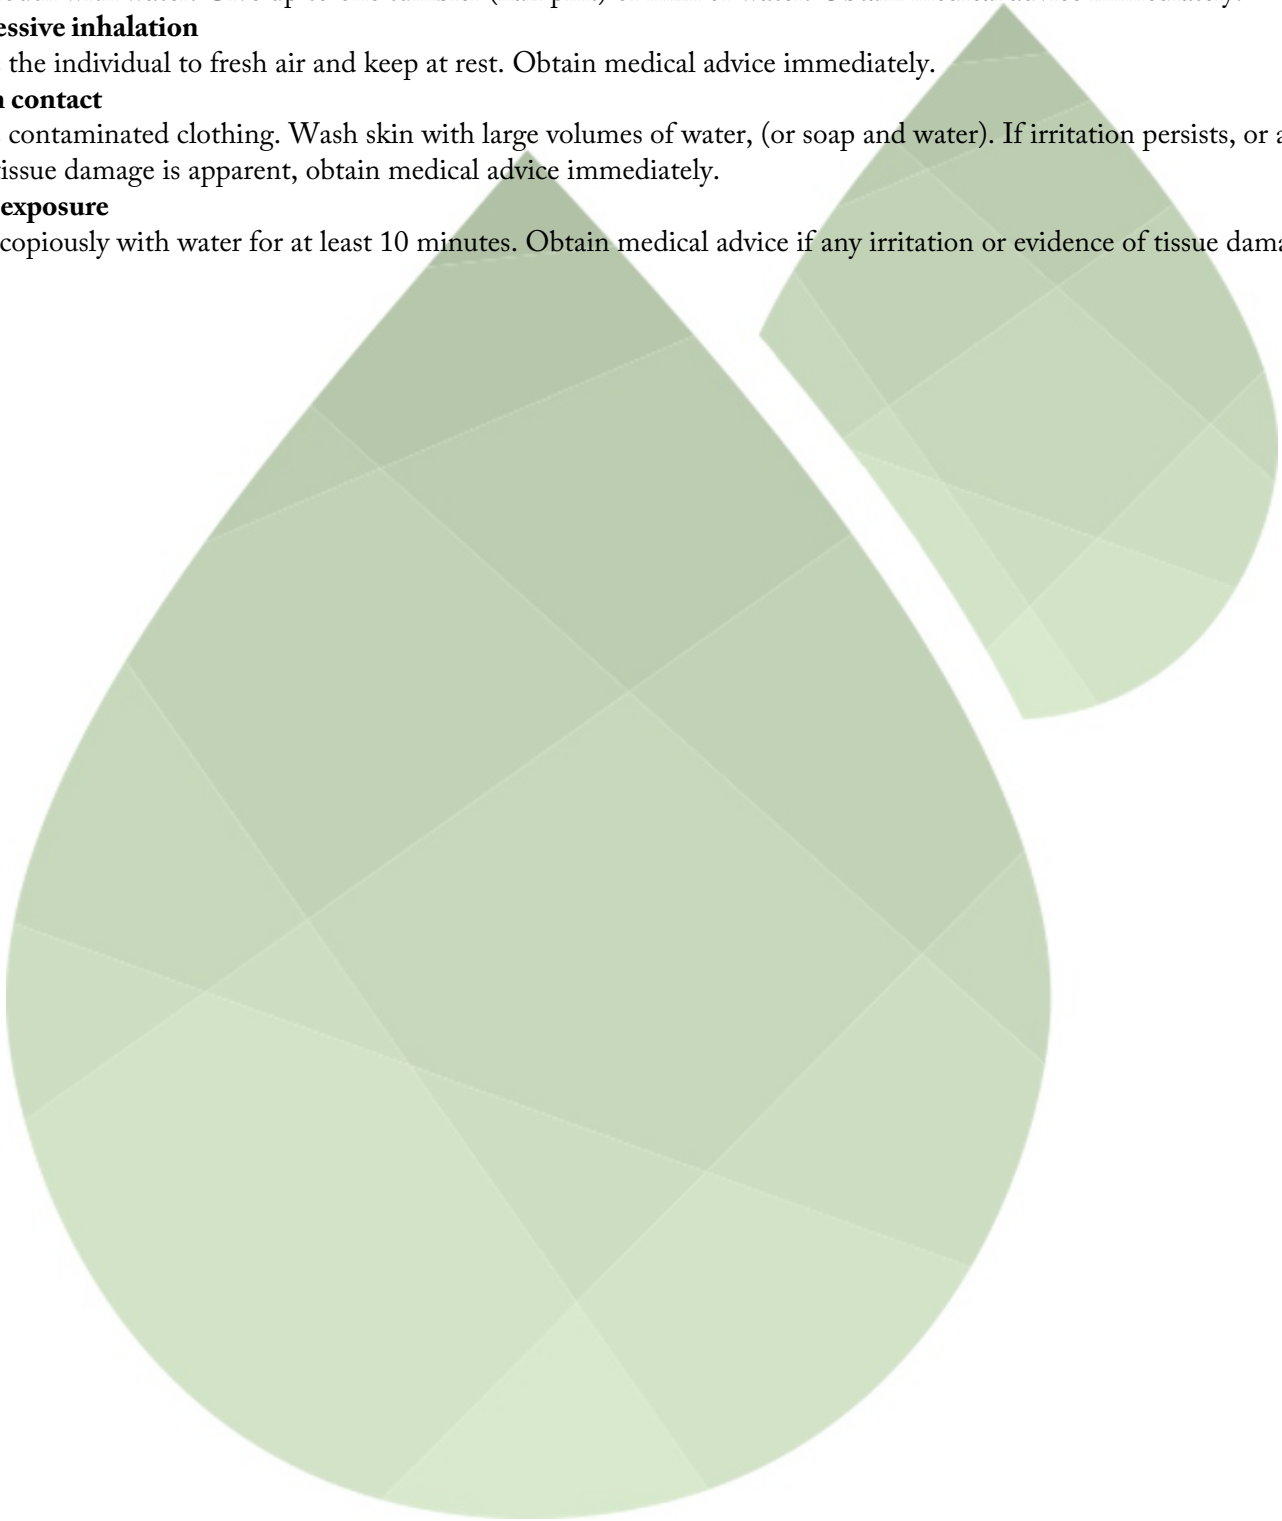 essive inhalation
the individual to fresh air and keep at rest. Obtain medical advice immediately.
contact
contaminated clothing. Wash skin with large volumes of water, (or soap and water). If irritation persists, or a
tissue damage is apparent, obtain medical advice immediately.
exposure
copiously with water for at least 10 minutes. Obtain medical advice if any irritation or evidence of tissue dama